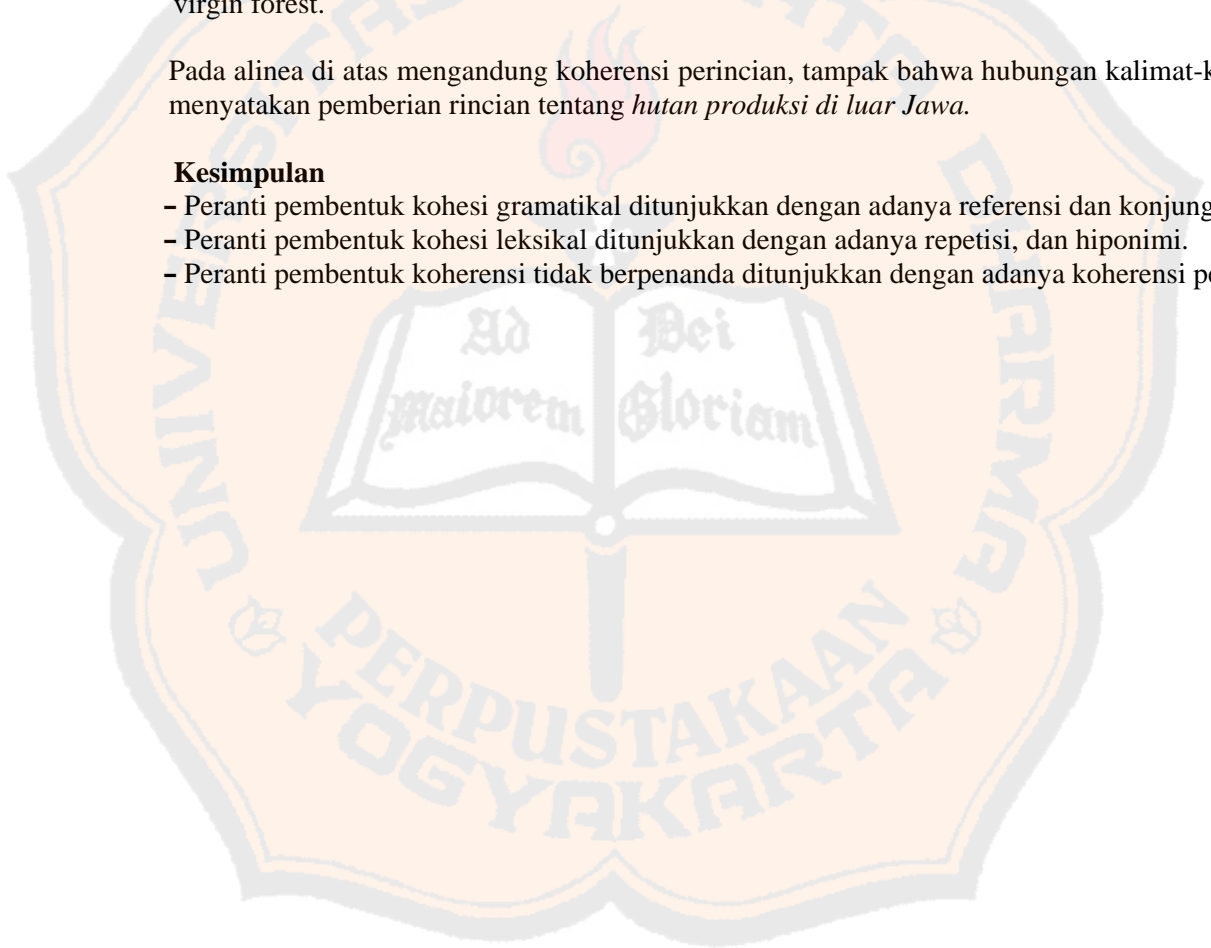 virgin forest.
Pada alinea di atas mengandung koherensi perincian, tampak bahwa hubungan kalimat-k
menyatakan pemberian rincian tentang hutan produksi di luar Jawa.
Kesimpulan
- Peranti pembentuk kohesi gramatikal ditunjukkan dengan adanya referensi dan konjung
- Peranti pembentuk kohesi leksikal ditunjukkan dengan adanya repetisi, dan hiponimi.
- Peranti pembentuk koherensi tidak berpenanda ditunjukkan dengan adanya koherensi pe
Ad Dei
maiorem Gloriam
PERPUSTAKAAN
YOGYAKARTA